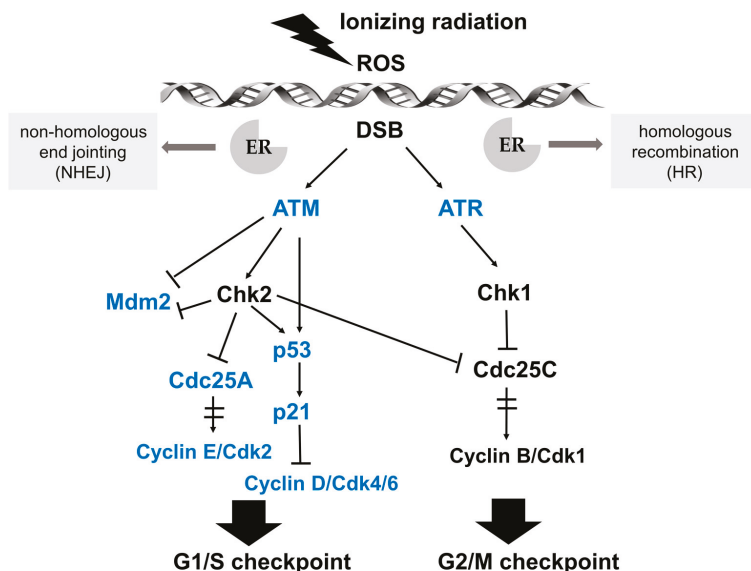 Ionizing radiation
ROS
non-homologous
end jointing
(NHEJ)
ER
DSB
ER
homologous
recombination
(HR)
ATM
ATR
Mdm2
Chk2
Chk1
p53
Cdc25A
Cdc25C
p21
Cyclin E/Cdk2
Cyclin B/Cdk1
Cyclin D/Cdk4/6
G1/S checkpoint
G2/M checkpoint